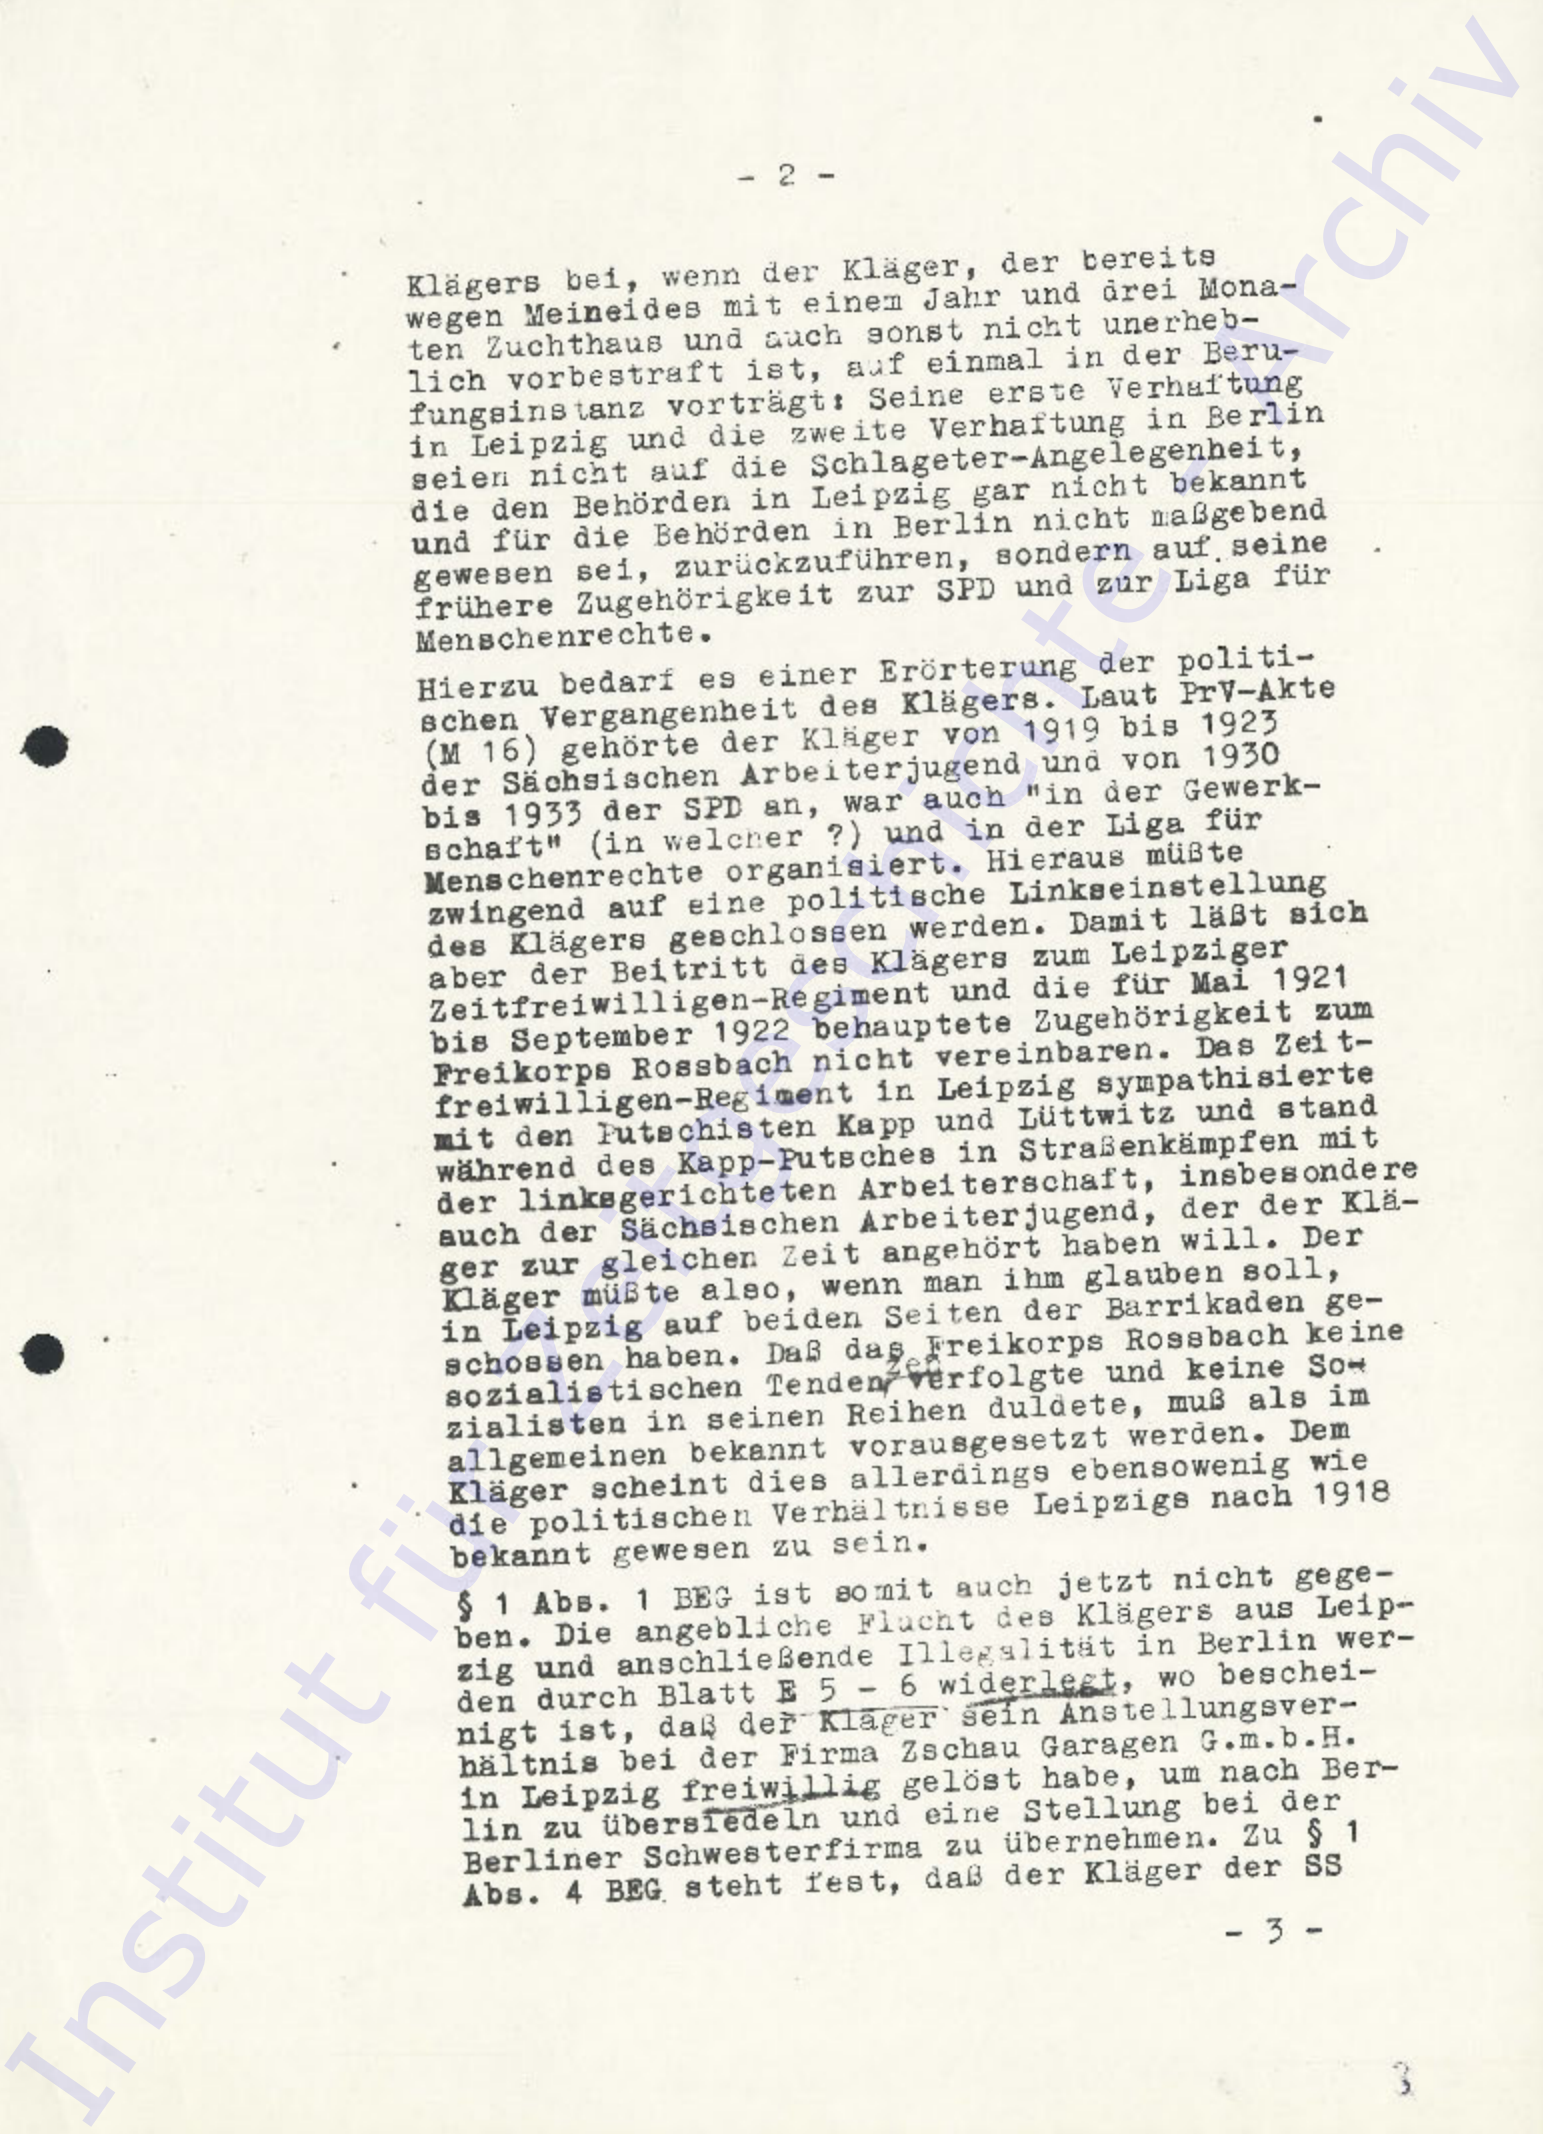 - 2 -
Klägers bei, wenn der Kläger, der bereits
wegen Meineides mit einem Jahr und drei Mona-
ten Zuchthaus und auch sonst nicht unerheb-
lich vorbestraft ist, auf einmal in der Beru-
fungsinstanz vorträgt: Seine erste Verhaftung
in Leipzig und die zweite Verhaftung in Berlin
seien nicht auf die Schlageter-Angelegenheit,
die den Behörden in Leipzig gar nicht bekannt
und für die Behörden in Berlin nicht maßgebend
gewesen sei, zurückzuführen, sondern auf seine
frühere Zugehörigkeit zur SPD und zur Liga für
Menschenrechte.
Hierzu bedarf es einer Erörterung der politi-
schen Vergangenheit des Klägers. Laut PrV-Akte
(M 16) gehörte der Kläger von 1919 bis 1923
der Sächsischen Arbeiterjugend und von 1930
bis 1933 der SPD an, war auch "in der Gewerk-
schaft" (in welcher ?) und in der Liga für
Menschenrechte organisiert. Hieraus müßte
zwingend auf eine politische Linkseinstellung
des Klägers geschlossen werden. Damit läßt sich
aber der Beitritt des Klägers zum Leipziger
Zeitfreiwilligen-Regiment und die für Mai 1921
bis September 1922 behauptete Zugehörigkeit zum
Freikorps Rossbach nicht vereinbaren. Das Zeit-
freiwilligen-Regiment in Leipzig sympathisierte
mit den Putschisten Kapp und Lüttwitz und stand
während des Kapp-Putsches in Straßenkämpfen mit
der linksgerichteten Arbeiterschaft, insbesondere
auch der Sächsischen Arbeiterjugend, der der Klä-
ger zur gleichen Zeit angehört haben will. Der
Kläger müßte also, wenn man ihm glauben soll,
in Leipzig auf beiden Seiten der Barrikaden ge-
schossen haben. Daß das Freikorps Rossbach keine
sozialistischen Tendenzen verfolgte und keine So-
zialisten in seinen Reihen duldete, muß als im
allgemeinen bekannt vorausgesetzt werden. Dem
Kläger scheint dies allerdings ebensowenig wie
die politischen Verhältnisse Leipzigs nach 1918
bekannt gewesen zu sein.
§ 1 Abs. 1 BEG ist somit auch jetzt nicht gege-
ben. Die angebliche Flucht des Klägers aus Leip-
zig und anschließende Illegalität in Berlin wer-
den durch Blatt E 5 - 6 widerlegt, wo beschei-
nigt ist, daß der Kläger sein Anstellungsver-
hältnis bei der Firma Zschau Garagen G.m.b.H.
in Leipzig freiwillig gelöst habe, um nach Ber-
lin zu übersiedeln und eine Stellung bei der
Berliner Schwesterfirma zu übernehmen. Zu § 1
Abs. 4 BEG steht fest, daß der Kläger der SS
- 3 -
3
Institut für Zeitgeschichte - Archiv